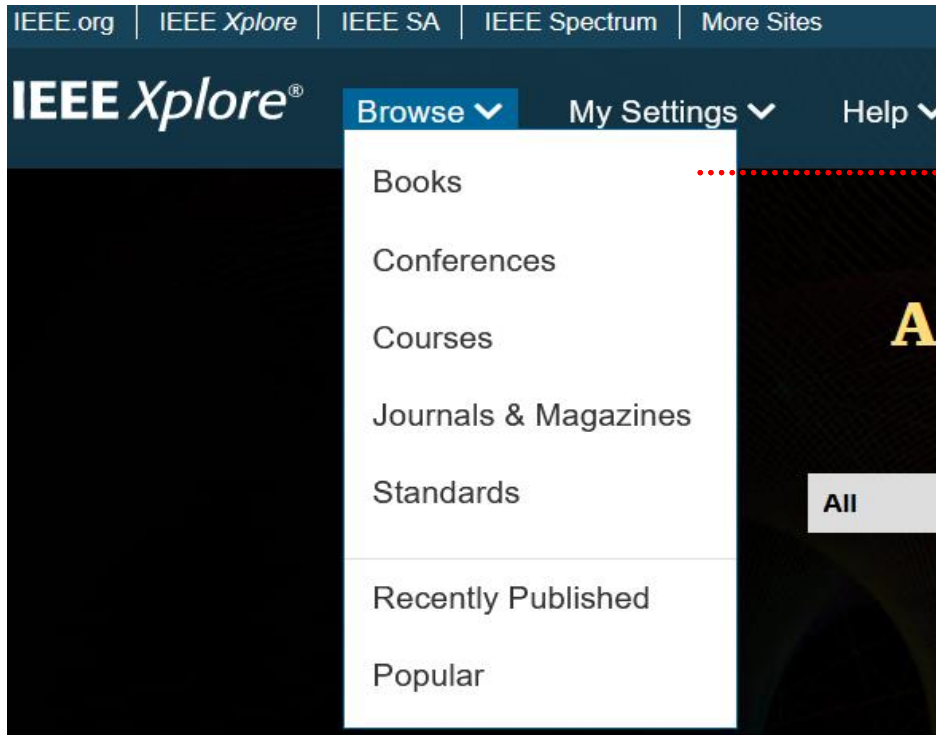 IEEE.org | IEEE Xplore | IEEE SA | IEEE Spectrum | More Sites
IEEE Xplore® Browse My Settings Help
Books
Conferences
Courses
A
Journals & Magazines
Standards
All
Recently Published
Popular